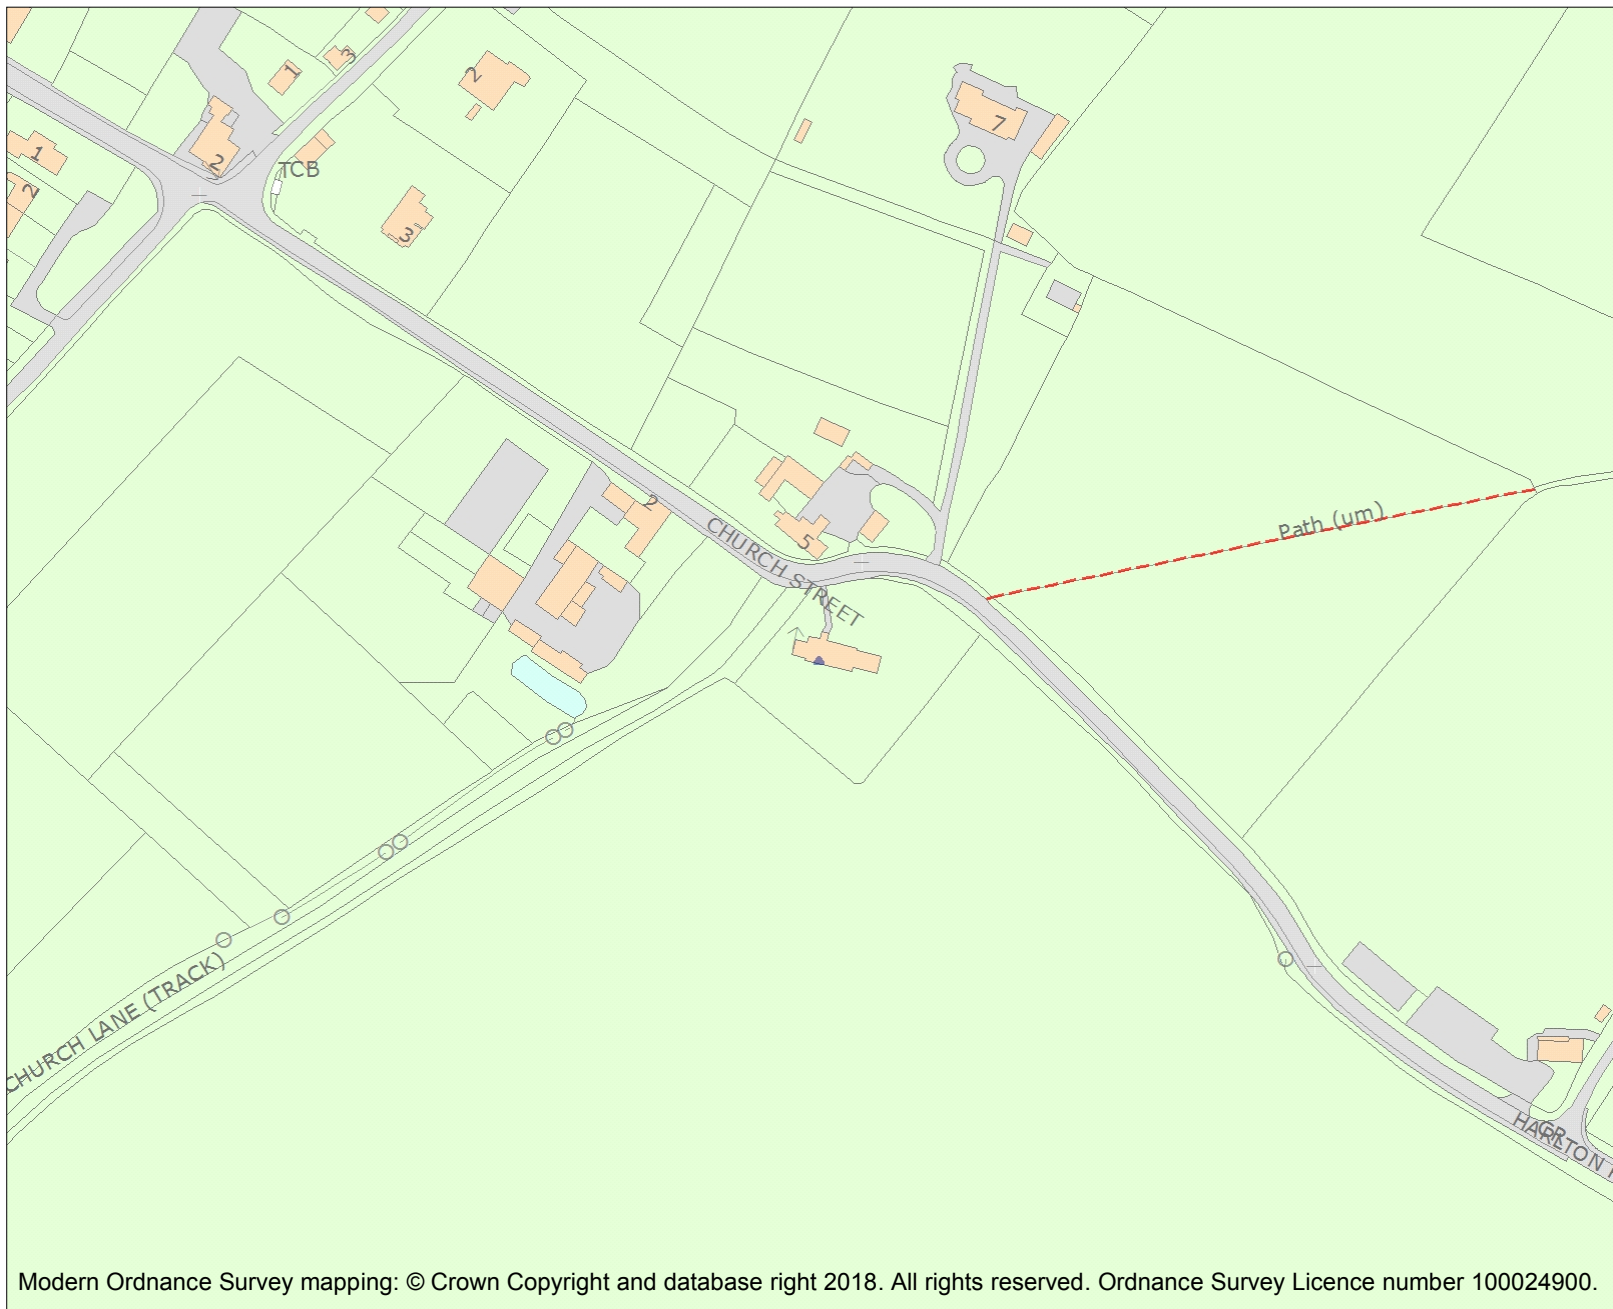 1
3
2
7
1
2
TCB
2
3
2
Path (um)
5
CHURCH STREET
CHURCH LANE (TRACK)
HARLTON
Modern Ordnance Survey mapping: © Crown Copyright and database right 2018. All rights reserved. Ordnance Survey Licence number 100024900.